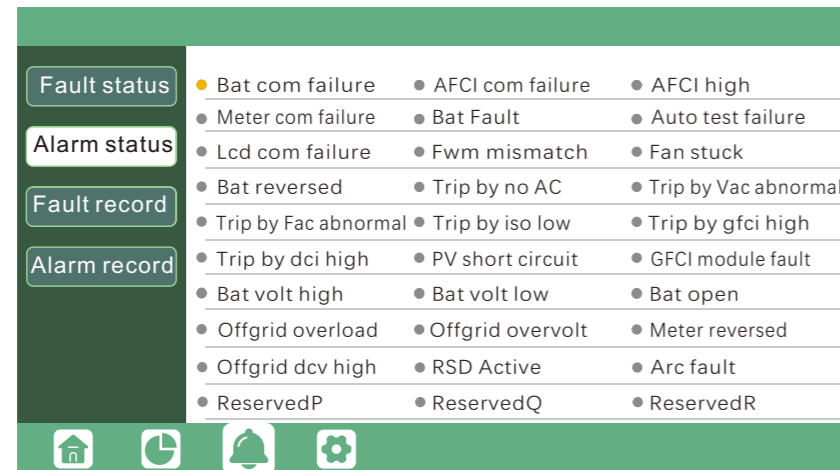 Fault status
Alarm status
Fault record
Alarm record
Bat com failure AFCI com failure AFCI high
Meter com failure Bat Fault Auto test failure
Lcd com failure Fwm mismatch Fan stuck
Bat reversed Trip by no AC Trip by Vac abnormal
Trip by Fac abnormal Trip by iso low Trip by gfci high
Trip by dci high PV short circuit GFCI module fault
Bat volt high Bat volt low Bat open
Offgrid overload Offgrid overvolt Meter reversed
Offgrid dcv high RSD Active Arc fault
ReservedP ReservedQ ReservedR